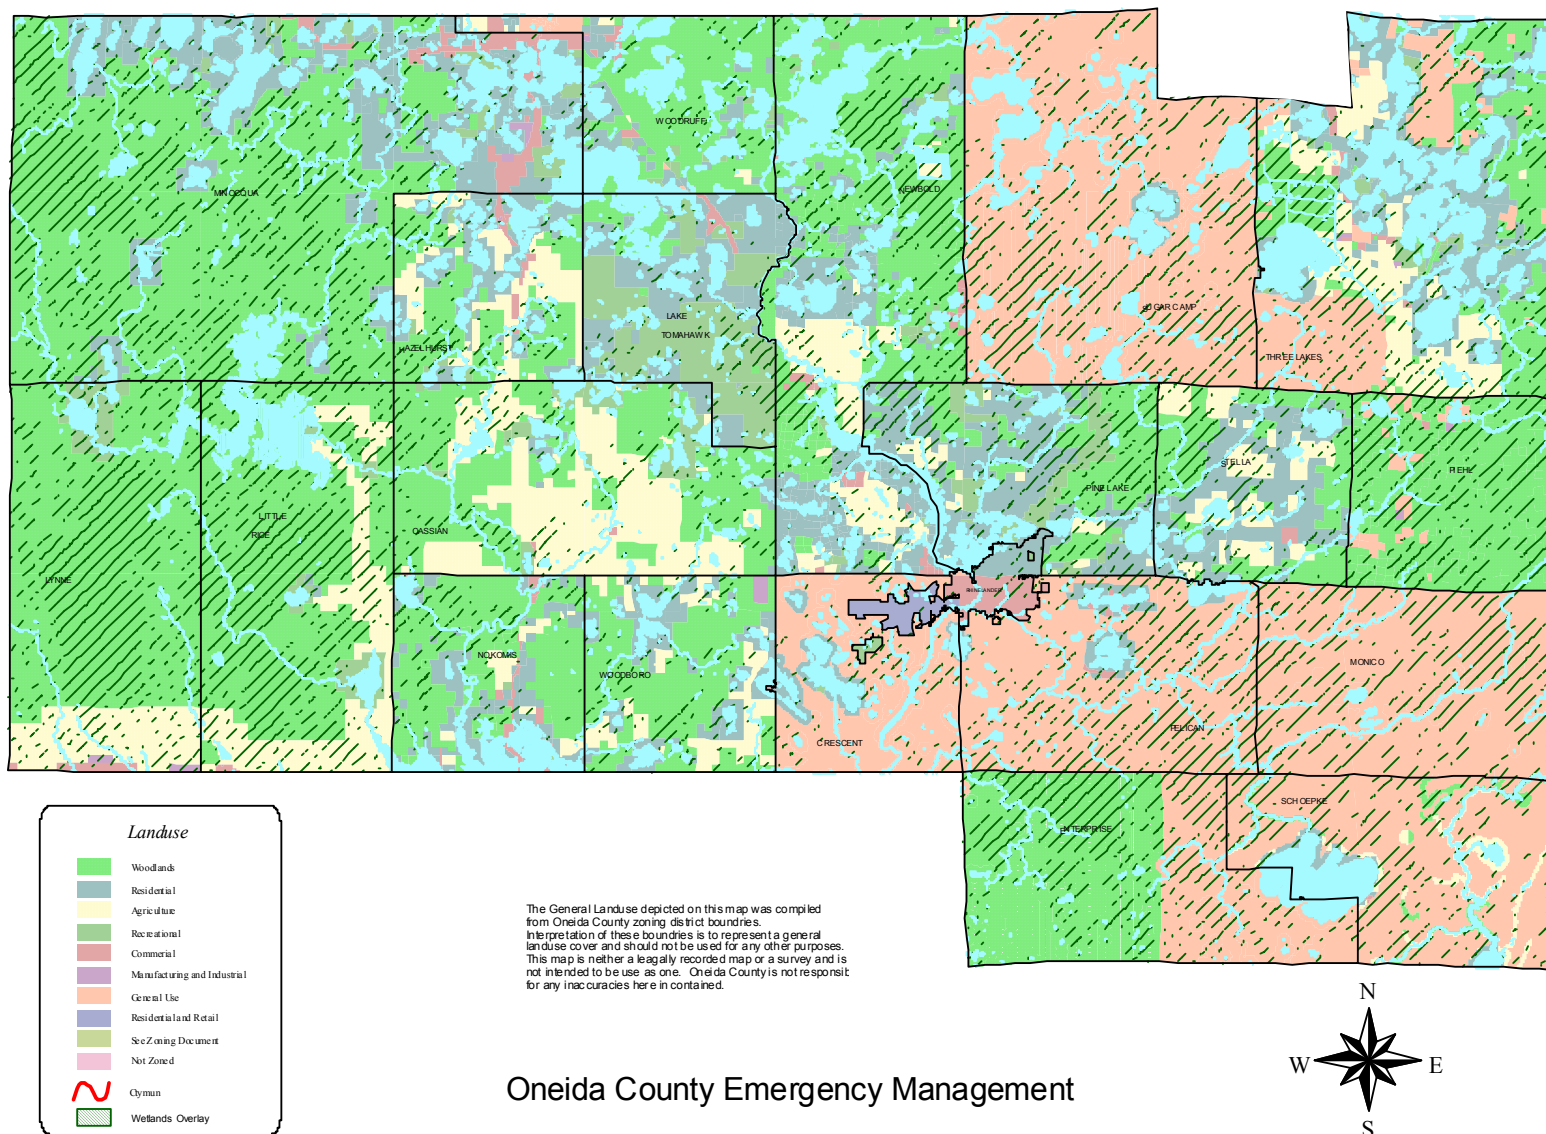 WOODRUFF
MINOCQUA
NEWBOLD
SUGAR CAMP
LAKE
TOMAHAWK
HAZELHURST
THREE LAKES
STELLA
PIEHL
PINE LAKE
LITTLE
RICE
CASSIAN
LYNNE
RHINELANDER
NOKOMIS
WOODBORO
MONICO
PELICAN
CRESCENT
SCHOEPKE
ENTERPRISE
Landuse
Woodlands
Residential
Agriculture
Recreational
Commerial
Manufacturing and Industrial
General Use
Residential and Retail
See Zoning Document
Not Zoned
Ctymun
Wetlands Overlay
The General Landuse depicted on this map was compiled
from Oneida County zoning district boundries.
Interpretation of these boundries is to represent a general
landuse cover and should not be used for any other purposes.
This map is neither a leagally recorded map or a survey and is
not intended to be use as one. Oneida County is not responsib
for any inaccuracies here in contained.
Oneida County Emergency Management
N
W
E
S